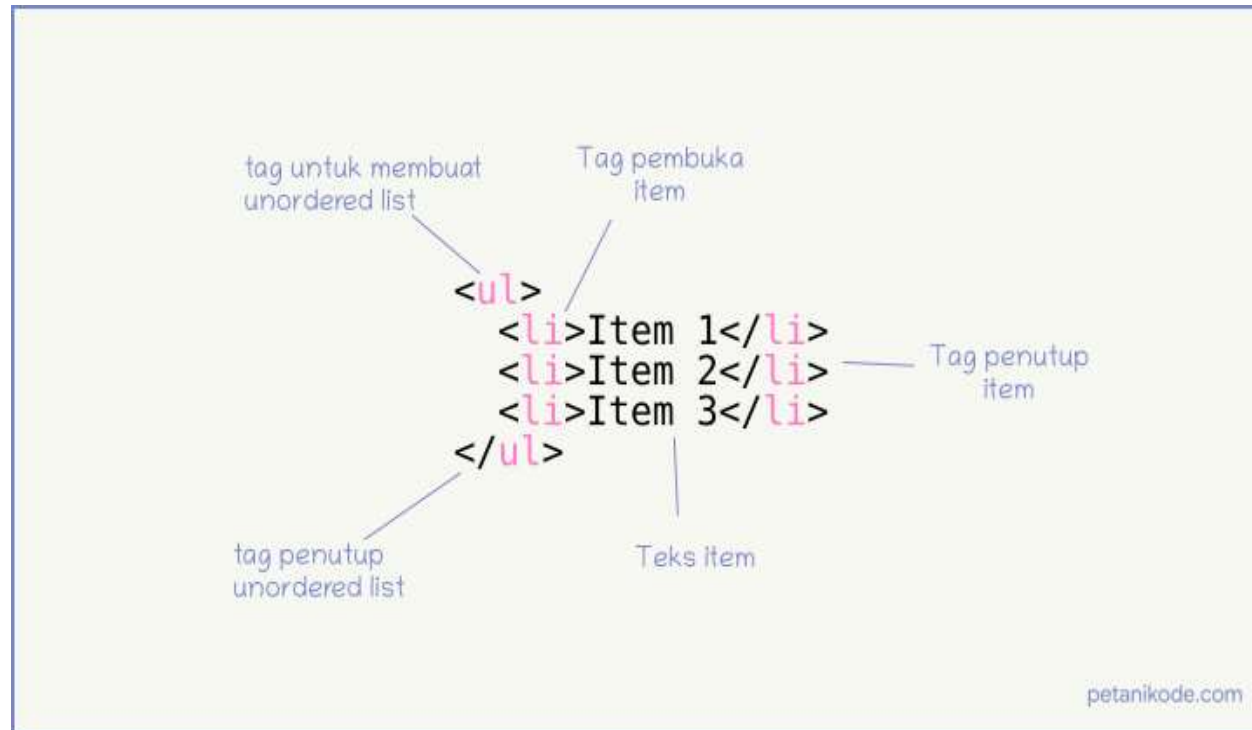 tag untuk membuat
unordered list
Tag pembuka
item
<ul>
<li>Item 1</li>
<li>Item 2</li>
<li>Item 3</li>
</ul>
Tag penutup
item
tag penutup
unordered list
Teks item
petanikode.com